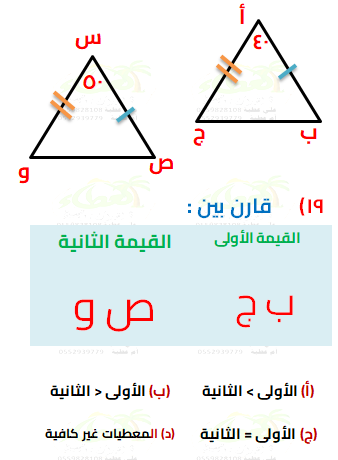 أ
س
٤٠
٥٠
ج
ب
و
ص
١٩) قارن بين :
القيمة الأولى
القيمة الثانية
ب ج
ص و
(أ) الأولى > الثانية
(ب) الأولى < الثانية
(ج) الأولى = الثانية
(د) المعطيات غير كافية